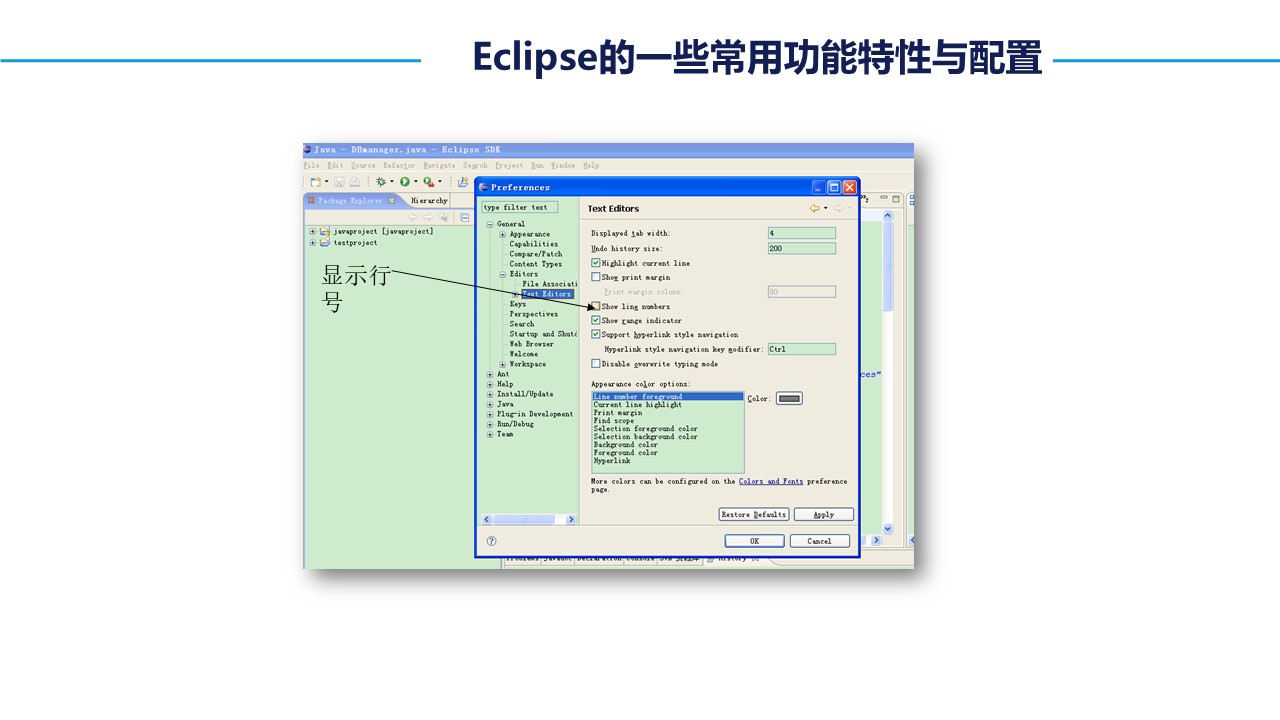 Eclipse的一些常用功能特性与配置
Java - DBmanager.java - Eclipse SDK
File Edit Source Refactor Navigate Search Project Run Window Help
Package Explorer Hierarchy
javaproject [javaproject]
testproject
显示行
号
Preferences
type filter text
General
Appearance
Capabilities
Compare/Patch
Content Types
Editors
File Associati
Text Editors
Keys
Perspectives
Search
Startup and Shutd
Web Browser
Welcome
Workspace
Ant
Help
Install/Update
Java
Plug-in Development
Run/Debug
Team
Text Editors
Displayed tab width: 4
Undo history size: 200
Highlight current line
Show print margin
Print margin column: 80
Show line numbers
Show range indicator
Support hyperlink style navigation
Hyperlink style navigation key modifier: Ctrl
Disable overwrite typing mode
Appearance color options:
Line number foreground
Current line highlight
Print margin
Find scope
Selection foreground color
Selection background color
Background color
Foreground color
Hyperlink
Color:
More colors can be configured on the Colors and Fonts preference
page.
Restore Defaults Apply
OK Cancel
ces"